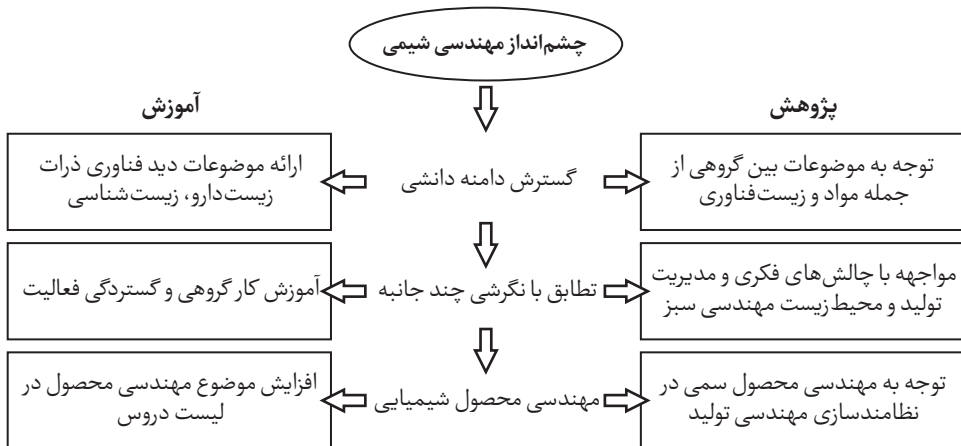 چشم‌انداز مهندسی شیمی
پژوهش
آموزش
توجه به موضوعات بین گروهی از
جمله مواد و زیست‌فناوری
گسترش دامنه دانشی
ارائه موضوعات دید فناوری ذرات
زیست‌دارو، زیست‌شناسی
مواجهه با چالش‌های فکری و مدیریت
تولید و محیط‌زیست مهندسی سبز
تطابق با نگرشی چند جانبه
آموزش کار گروهی و گستردگی فعالیت
توجه به مهندسی محصول سمی در
نظامندسازی مهندسی تولید
مهندسی محصول شیمیایی
افزایش موضوع مهندسی محصول در
لیست دروس